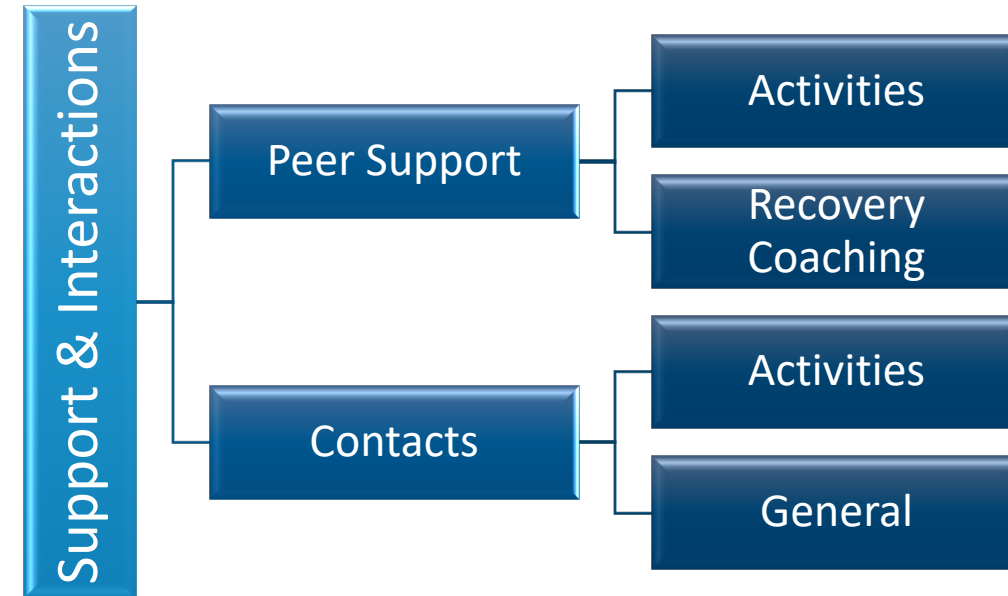 Support & Interactions
Peer Support
Activities
Recovery
Coaching
Contacts
Activities
General